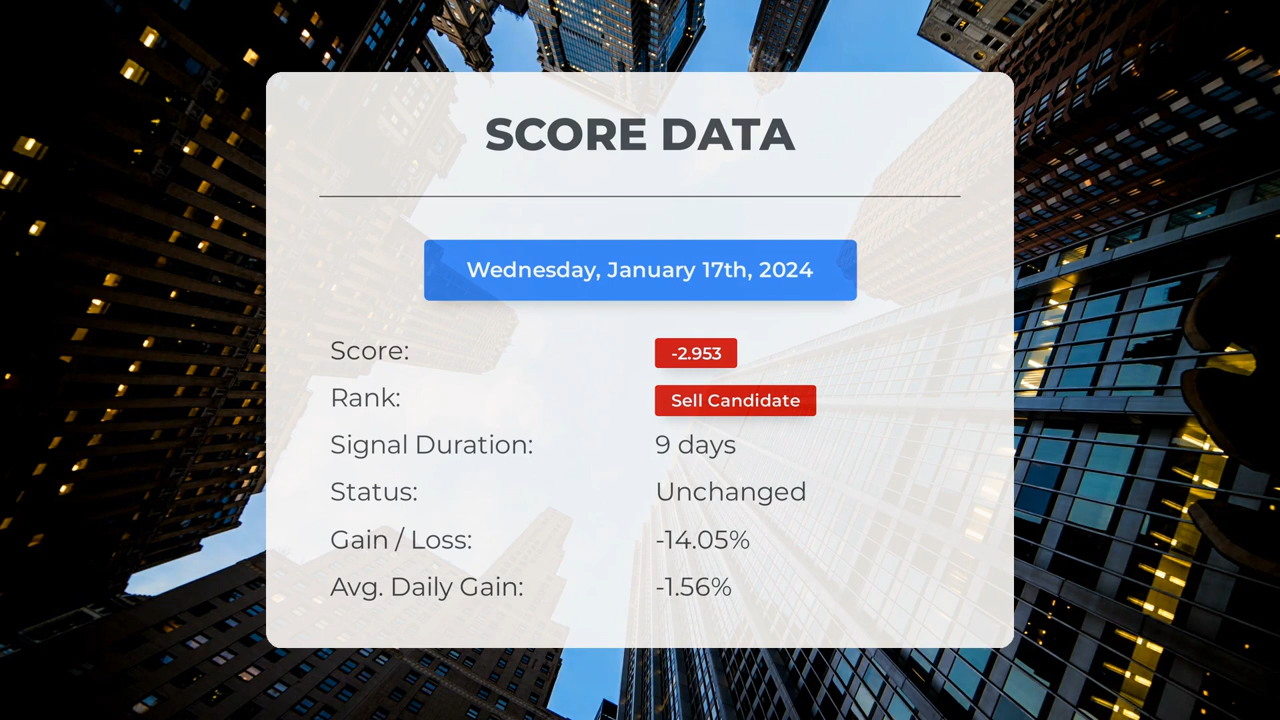 SCORE DATA
Wednesday, January 17th, 2024
Score: -2.953
Rank: Sell Candidate
Signal Duration: 9 days
Status: Unchanged
Gain / Loss: -14.05%
Avg. Daily Gain: -1.56%